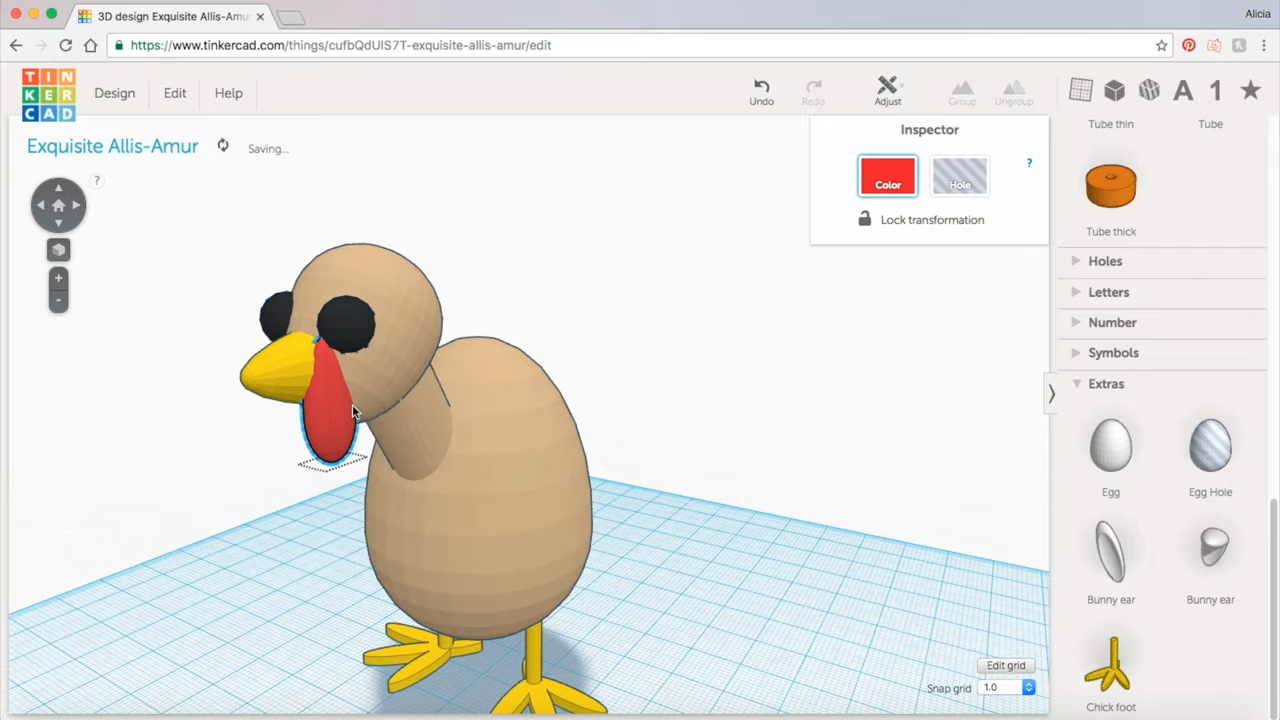 3D design Exquisite Allis-Amu
Alicia
https://www.tinkercad.com/things/cufbQdUlS7T-exquisite-allis-amur/edit
TIN
KER
CAD
Design
Edit
Help
Undo
Redo
Adjust
Group
Ungroup
A
1
Exquisite Allis-Amur
Saving...
?
Inspector
Color
Hole
?
Lock transformation
+
-
Tube thin
Tube
Tube thick
Holes
Letters
Number
Symbols
Extras
Egg
Egg Hole
Bunny ear
Bunny ear
Chick foot
Edit grid
Snap grid 1.0